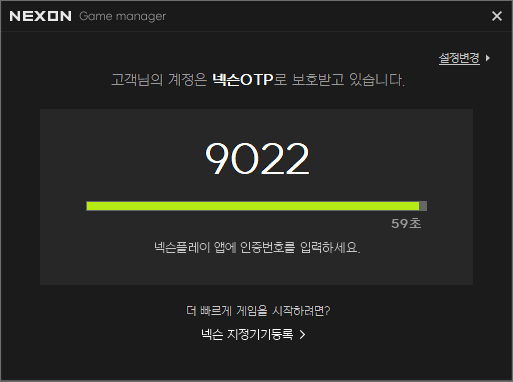 NEXON Game manager
설정변경
고객님의 계정은 넥슨OTP로 보호받고 있습니다.
9022
59초
넥슨플레이 앱에 인증번호를 입력하세요.
더 빠르게 게임을 시작하려면?
넥슨 지정기기등록